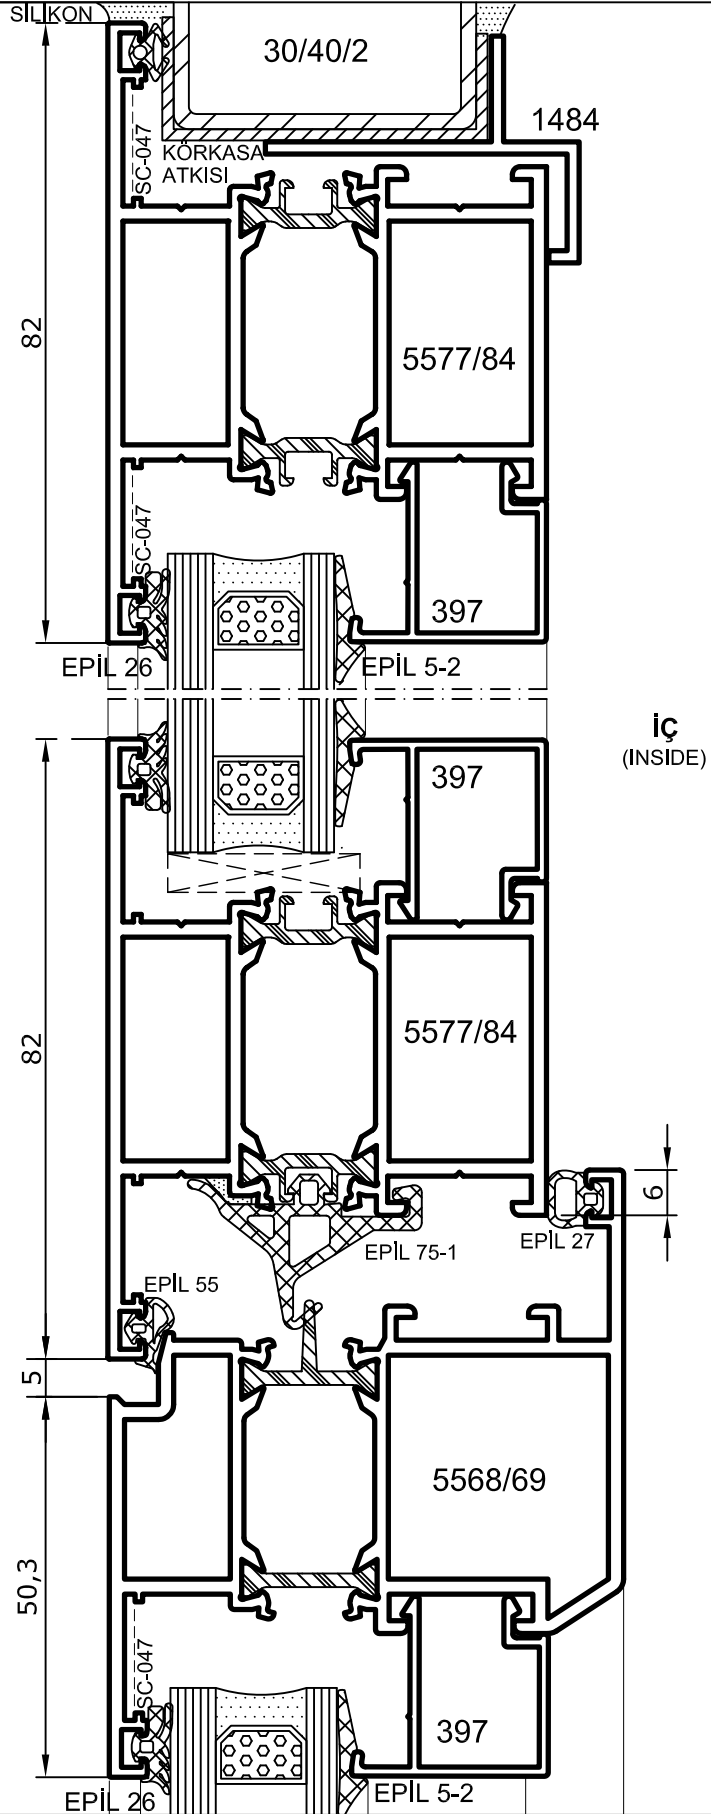 SİLİKON
30/40/2
1484
SC-047
KÖRKASA
ATKISI
82
5577/84
SC-047
397
EPİL 26
EPİL 5-2
İÇ
(INSIDE)
397
82
5577/84
6
EPİL 75-1
EPİL 27
EPİL 55
5
5568/69
50,3
SC-047
397
EPİL 26
EPİL 5-2